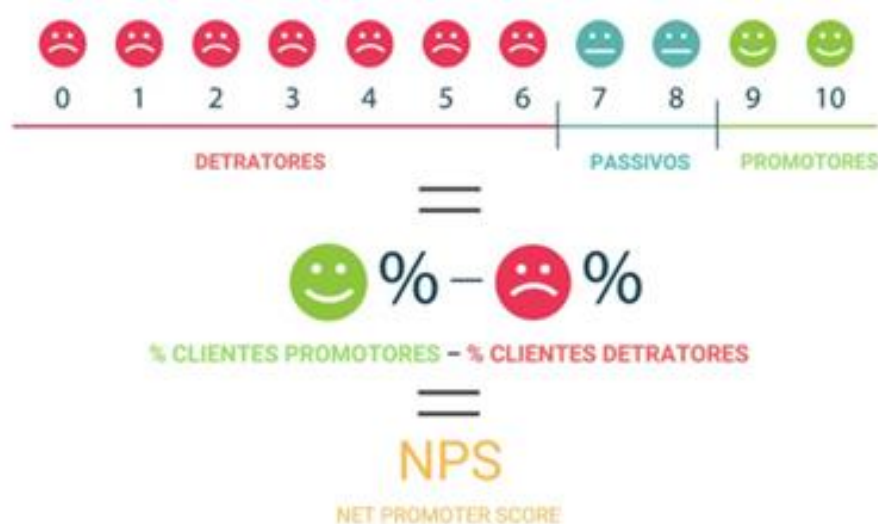 0 1 2 3 4 5 6 7 8 9 10
DETRATORES PASSIVOS PROMOTORES
=
% – %
% CLIENTES PROMOTORES – % CLIENTES DETRATORES
=
NPS
NET PROMOTER SCORE